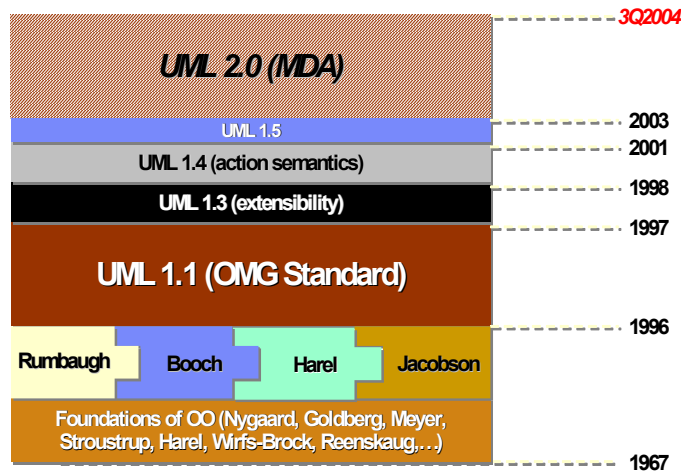 3Q2004
UML 2.0 (MDA)
2003
UML 1.5
2001
UML 1.4 (action semantics)
1998
UML 1.3 (extensibility)
1997
UML 1.1 (OMG Standard)
1996
Rumbaugh Booch Harel Jacobson
Foundations of OO (Nygaard, Goldberg, Meyer,
Stroustrup, Harel, Wirfs-Brock, Reenskaug,...)
1967